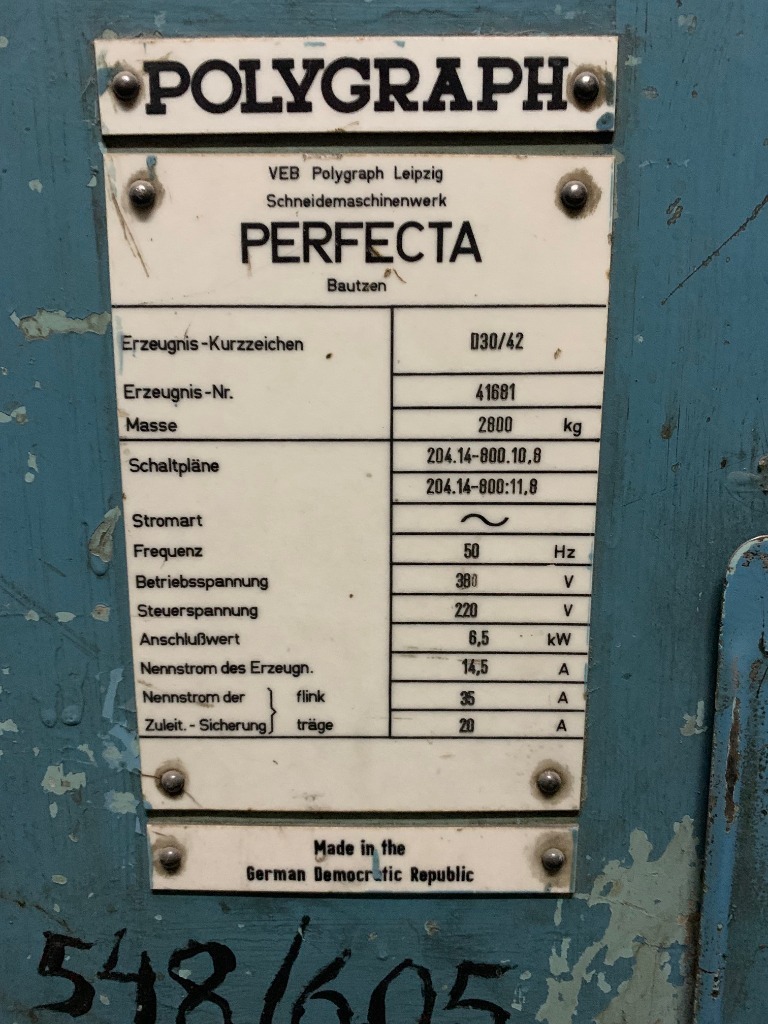 POLYGRAPH
VEB Polygraph Leipzig
Schneidemaschinenwerk
PERFECTA
Bautzen
Erzeugnis-Kurzzeichen D30/42
Erzeugnis-Nr. 41681
Masse 2800 kg
Schaltpläne 204.14-800.10,8
204.14-800:11,8
Stromart ~
Frequenz 50 Hz
Betriebsspannung 380 V
Steuerspannung 220 V
Anschlußwert 6,5 kW
Nennstrom des Erzeugn. 14,5 A
Nennstrom der } flink 35 A
Zuleit.-Sicherung } träge 20 A
Made in the
German Democratic Republic
548/605